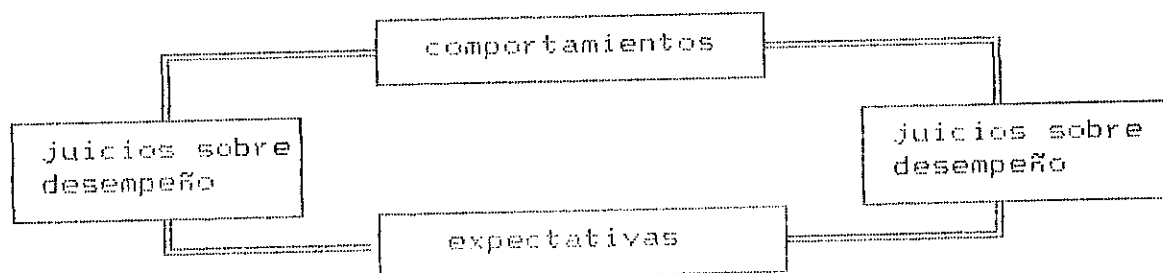 comportamientos
juicios sobre
desempeño
juicios sobre
desempeño
expectativas